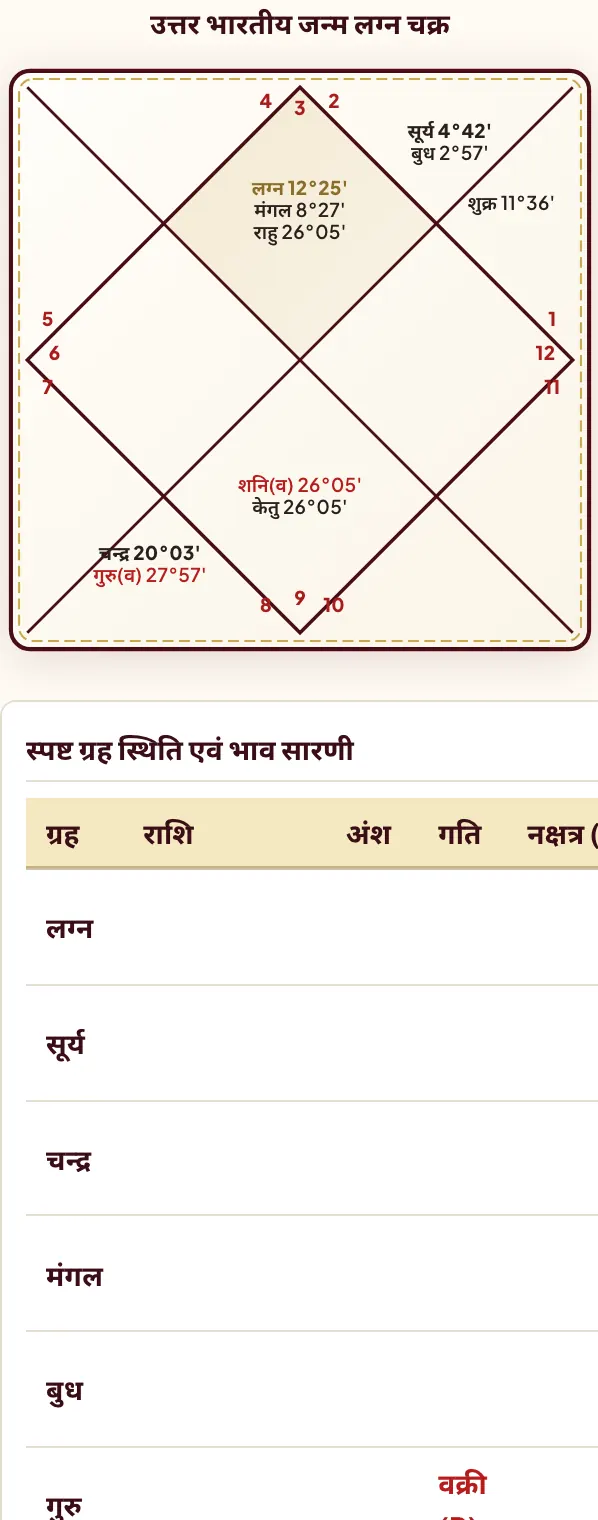 उत्तर भारतीय जन्म लग्न चक्र
4 3 2
सूर्य 4°42'
बुध 2°57'
लग्न 12°25'
मंगल 8°27'
राहु 26°05'
शुक्र 11°36'
5 1
6 12
7 11
शनि(व) 26°05'
केतु 26°05'
चन्द्र 20°03'
गुरु(व) 27°57'
8 9 10
स्पष्ट ग्रह स्थिति एवं भाव सारणी
ग्रह राशि अंश गति नक्षत्र (
लग्न
सूर्य
चन्द्र
मंगल
बुध
वक्री
गुरु